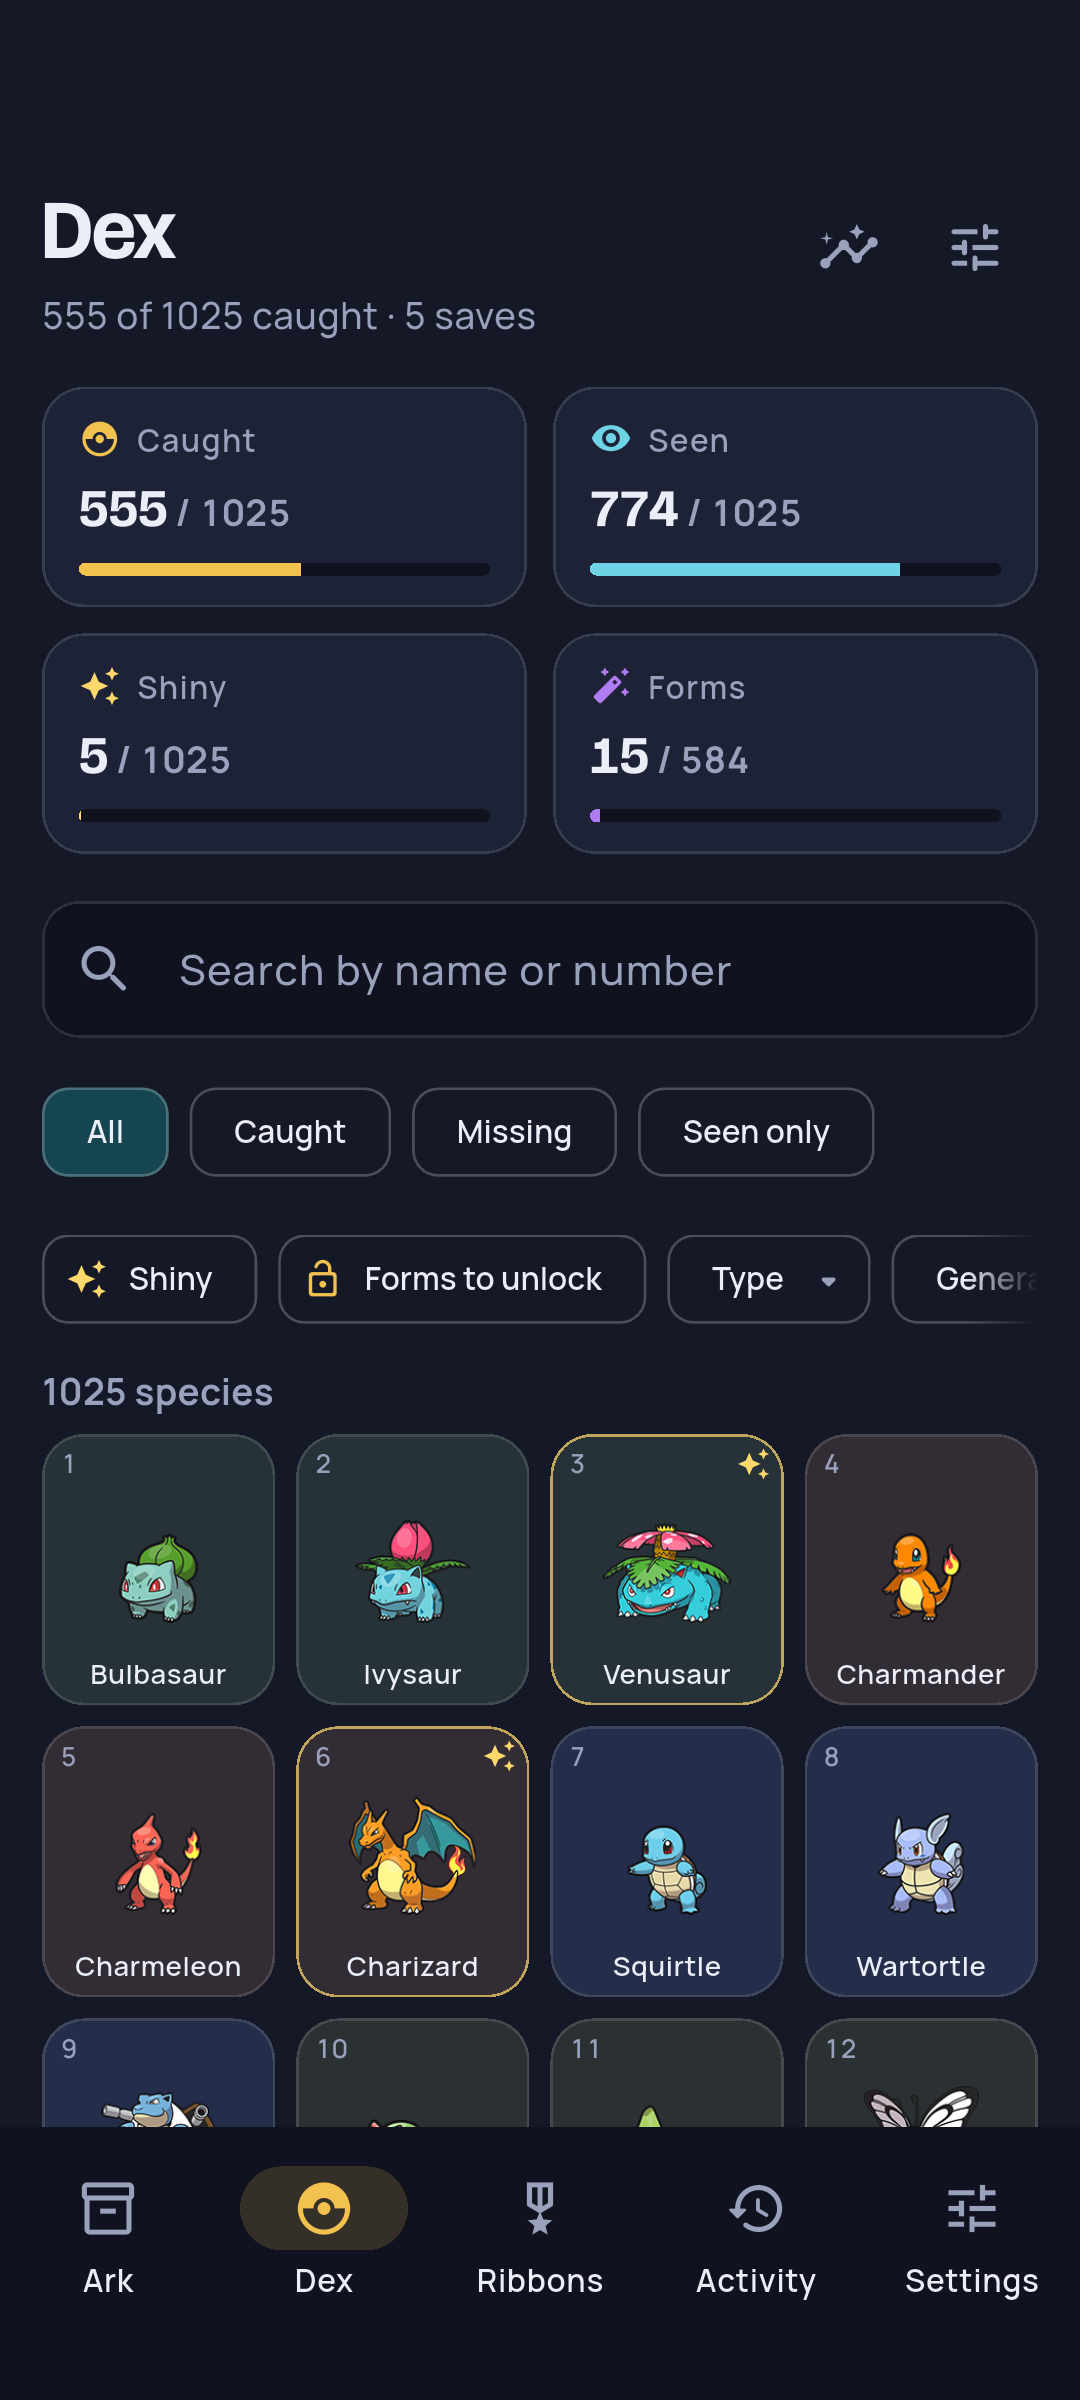 Dex
555 of 1025 caught · 5 saves
Caught
555 / 1025
Seen
774 / 1025
Shiny
5 / 1025
Forms
15 / 584
Search by name or number
All
Caught
Missing
Seen only
Shiny
Forms to unlock
Type
1025 species
1
2
3
4
Bulbasaur
Ivysaur
Venusaur
Charmander
5
6
7
8
Charmeleon
Charizard
Squirtle
Wartortle
9
10
11
12
Ark
Dex
Ribbons
Activity
Settings